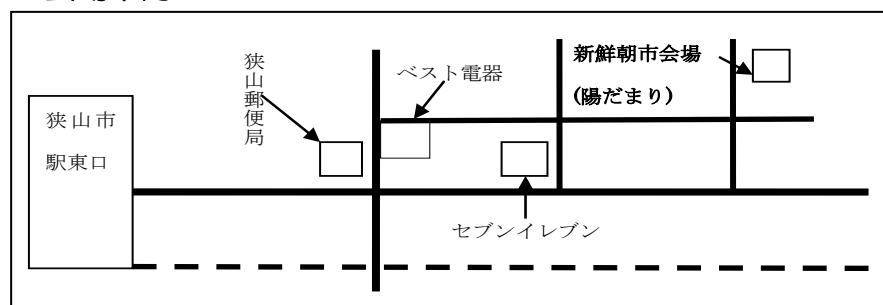 狭山市
駅東口
狭山郵便局
ベスト電器
セブンイレブン
新鮮朝市会場
(陽だまり)